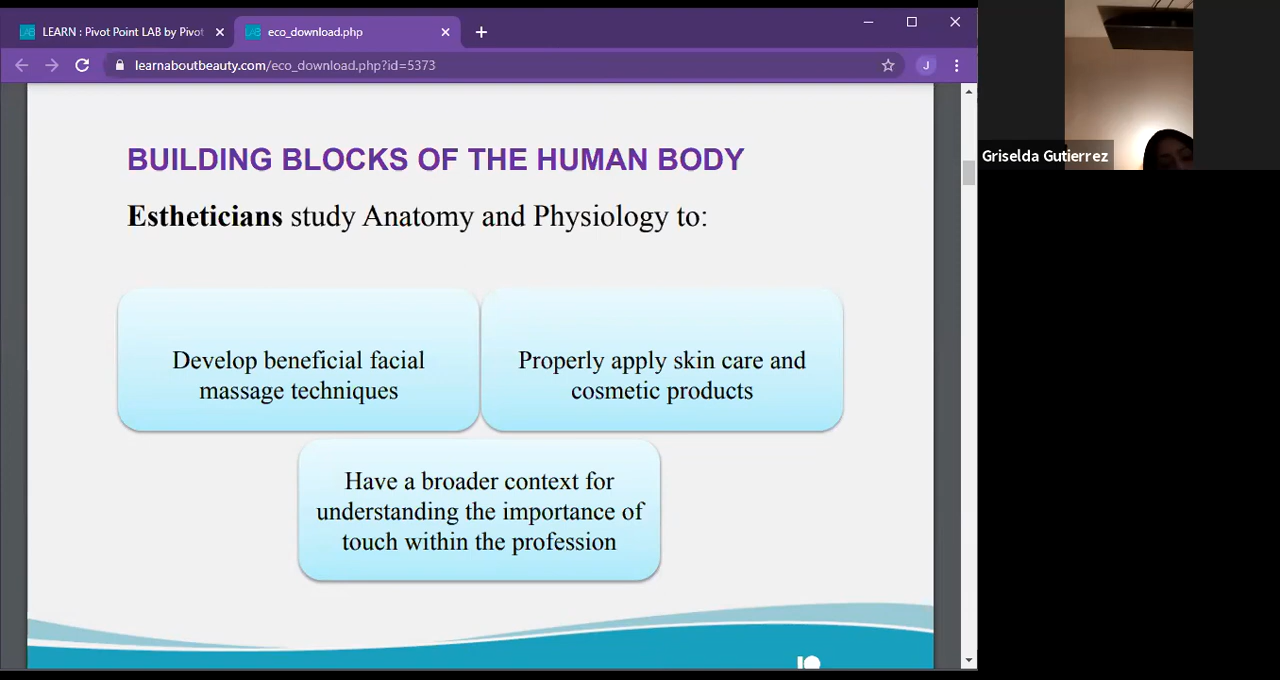 LEARN : Pivot Point LAB by Pivot
eco_download.php
learnaboutbeauty.com/eco_download.php?id=5373
J
BUILDING BLOCKS OF THE HUMAN BODY
Estheticians study Anatomy and Physiology to:
Develop beneficial facial
massage techniques
Properly apply skin care and
cosmetic products
Have a broader context for
understanding the importance of
touch within the profession
Griselda Gutierrez